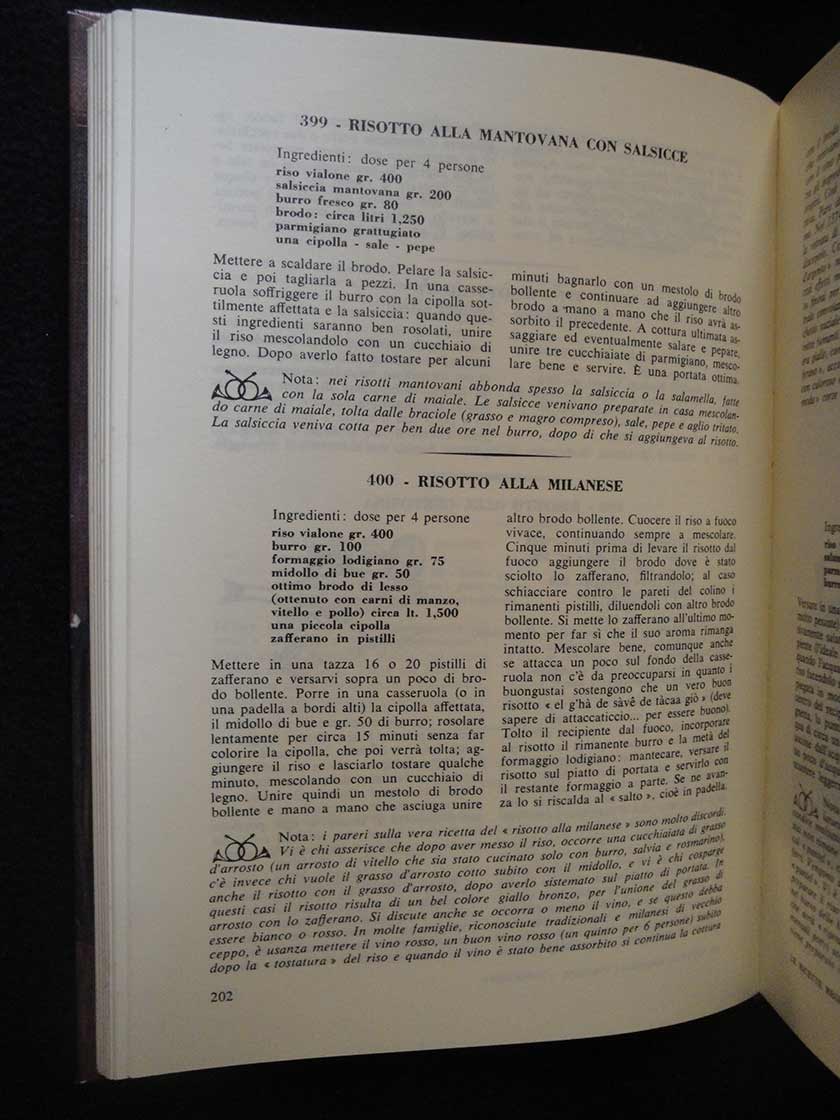 399 - RISOTTO ALLA MANTOVANA CON SALSICCE
Ingredienti: dose per 4 persone
riso vialone gr. 400
salsiccia mantovana gr. 200
burro fresco gr. 80
brodo: circa litri 1,250
parmigiano grattugiato
una cipolla - sale - pepe
Mettere a scaldare il brodo. Pelare la salsic-
cia e poi tagliarla a pezzi. In una casse-
ruola soffriggere il burro con la cipolla sot-
tilmente affettata e la salsiccia: quando que-
sti ingredienti saranno ben rosolati, unire
il riso mescolandolo con un cucchiaio di
legno. Dopo averlo fatto tostare per alcuni
minuti bagnarlo con un mestolo di brodo
bollente e continuare ad aggiungere altro
brodo a mano a mano che il riso avrà as-
sorbito il precedente. A cottura ultimata as-
saggiare ed eventualmente salare e pepare,
unire tre cucchiaiate di parmigiano, mesco-
lare bene e servire. È una portata ottima.
Nota: nei risotti mantovani abbonda spesso la salsiccia o la salamella, fatte
con la sola carne di maiale. Le salsicce venivano preparate in casa mescolan-
do carne di maiale, tolta dalle braciole (grasso e magro compreso), sale, pepe e aglio tritato.
La salsiccia veniva cotta per ben due ore nel burro, dopo di che si aggiungeva al risotto.
400 - RISOTTO ALLA MILANESE
Ingredienti: dose per 4 persone
riso vialone gr. 400
burro gr. 100
formaggio lodigiano gr. 75
midollo di bue gr. 50
ottimo brodo di lesso
(ottenuto con carni di manzo,
vitello e pollo) circa lt. 1,500
una piccola cipolla
zafferano in pistilli
Mettere in una tazza 16 o 20 pistilli di
zafferano e versarvi sopra un poco di bro-
do bollente. Porre in una casseruola (o in
una padella a bordi alti) la cipolla affettata,
il midollo di bue e gr. 50 di burro; rosolare
lentamente per circa 15 minuti senza far
colorire la cipolla, che poi verrà tolta; ag-
giungere il riso e lasciarlo tostare qualche
minuto, mescolando con un cucchiaio di
legno. Unire quindi un mestolo di brodo
bollente e mano a mano che asciuga unire
altro brodo bollente. Cuocere il riso a fuoco
vivace, continuando sempre a mescolare.
Cinque minuti prima di levare il risotto dal
fuoco aggiungere il brodo dove è stato
sciolto lo zafferano, filtrandolo; al caso
schiacciare contro le pareti del colino i
rimanenti pistilli, diluendoli con altro brodo
bollente. Si mette lo zafferano all'ultimo mo-
mento per far sì che il suo aroma rimanga
intatto. Mescolare bene, comunque anche
se attacca un poco sul fondo della casse-
ruola non c'è da preoccuparsi in quanto i
buongustai sostengono che un vero buon
risotto « el g'hà de sàvê de tàcaa giò » (deve
sapere di attaccaticcio... per essere buono).
Tolto il recipiente dal fuoco, incorporare
al risotto il rimanente burro e la metà del
formaggio lodigiano: mantecare, versare il
risotto sul piatto di portata e servirlo con
il restante formaggio a parte. Se ne avan-
za lo si riscalda al « salto », cioè in padella.
Nota: i pareri sulla vera ricetta del « risotto alla milanese » sono molto discordi.
Vi è chi asserisce che dopo aver messo il riso, occorre una cucchiaiata di grasso
d'arrosto (un arrosto di vitello che sia stato cucinato solo con burro, salvia e rosmarino),
c'è invece chi vuole il grasso d'arrosto cotto subito con il midollo, e vi è chi cosparge
anche il risotto con il grasso d'arrosto, dopo averlo sistemato sul piatto di portata. In
questi casi il risotto risulta di un bel colore giallo bronzo, per l'unione del grasso di
arrosto con lo zafferano. Si discute anche se occorra o meno il vino, e se questo debba
essere bianco o rosso. In molte famiglie, riconosciute tradizionali e milanesi di vecchio
ceppo, è usanza mettere il vino rosso, un buon vino rosso (un quinto per 6 persone) subito
dopo la « tostatura » del riso e quando il vino è stato bene assorbito si continua la cottura
202